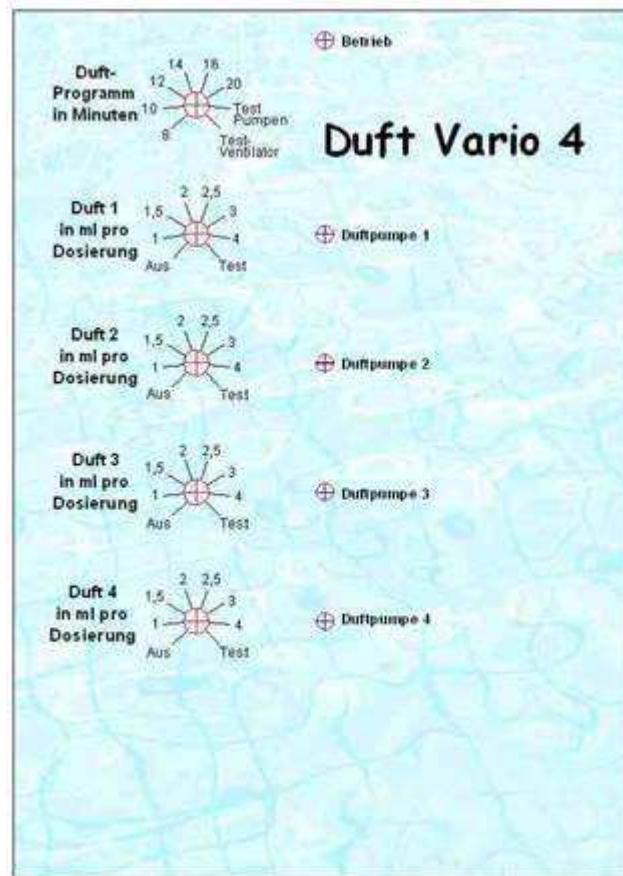 Betrieb
Duft-
Programm
in Minuten
8
10
12
14
16
20
Test
Pumpen
Test-
Ventilator
Duft Vario 4
Duft 1
in ml pro
Dosierung
Aus
1
1,5
2
2,5
3
4
Test
Duftpumpe 1
Duft 2
in ml pro
Dosierung
Aus
1
1,5
2
2,5
3
4
Test
Duftpumpe 2
Duft 3
in ml pro
Dosierung
Aus
1
1,5
2
2,5
3
4
Test
Duftpumpe 3
Duft 4
in ml pro
Dosierung
Aus
1
1,5
2
2,5
3
4
Test
Duftpumpe 4